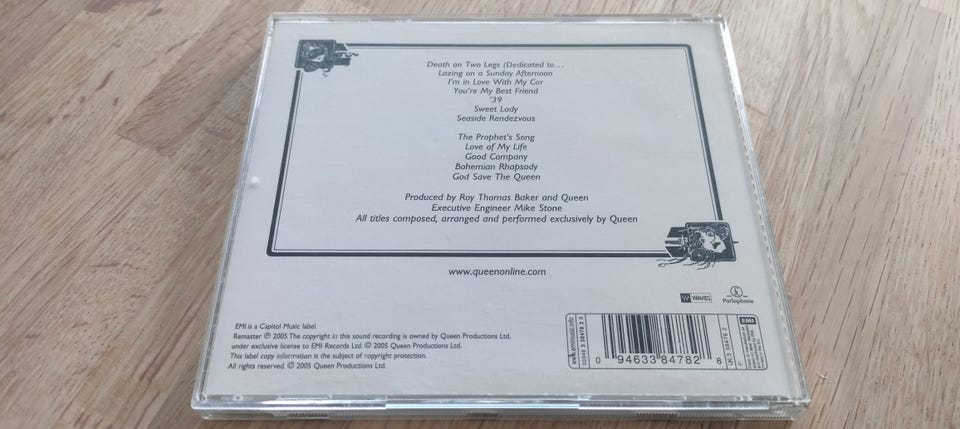 Death on Two Legs (Dedicated to…
Lazing on a Sunday Afternoon
I'm in Love With My Car
You're My Best Friend
'39
Sweet Lady
Seaside Rendezvous
The Prophet's Song
Love of My Life
Good Company
Bohemian Rhapsody
God Save The Queen
Produced by Roy Thomas Baker and Queen
Executive Engineer Mike Stone
All titles composed, arranged and performed exclusively by Queen
www.queenonline.com
WAVES
Parlophone
EMI is a Capitol Music label.
Remaster ℗ 2005 The copyright in this sound recording is owned by Queen Productions Ltd.
under exclusive license to EMI Records Ltd. © 2005 Queen Productions Ltd.
This label copy information is the subject of copyright protection.
All rights reserved. © 2005 Queen Productions Ltd.
www.emimusic.info
0 94633 84782 8
EMI